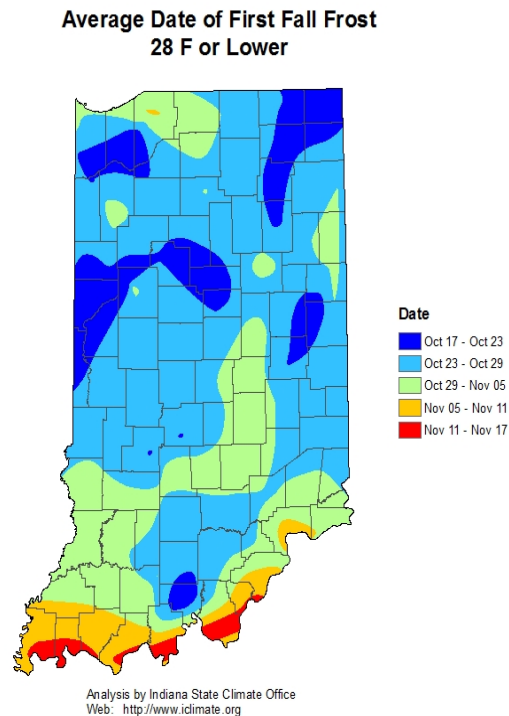 Average Date of First Fall Frost
28 F or Lower
Date
Oct 17 - Oct 23
Oct 23 - Oct 29
Oct 29 - Nov 05
Nov 05 - Nov 11
Nov 11 - Nov 17
Analysis by Indiana State Climate Office
Web: http://www.iclimate.org